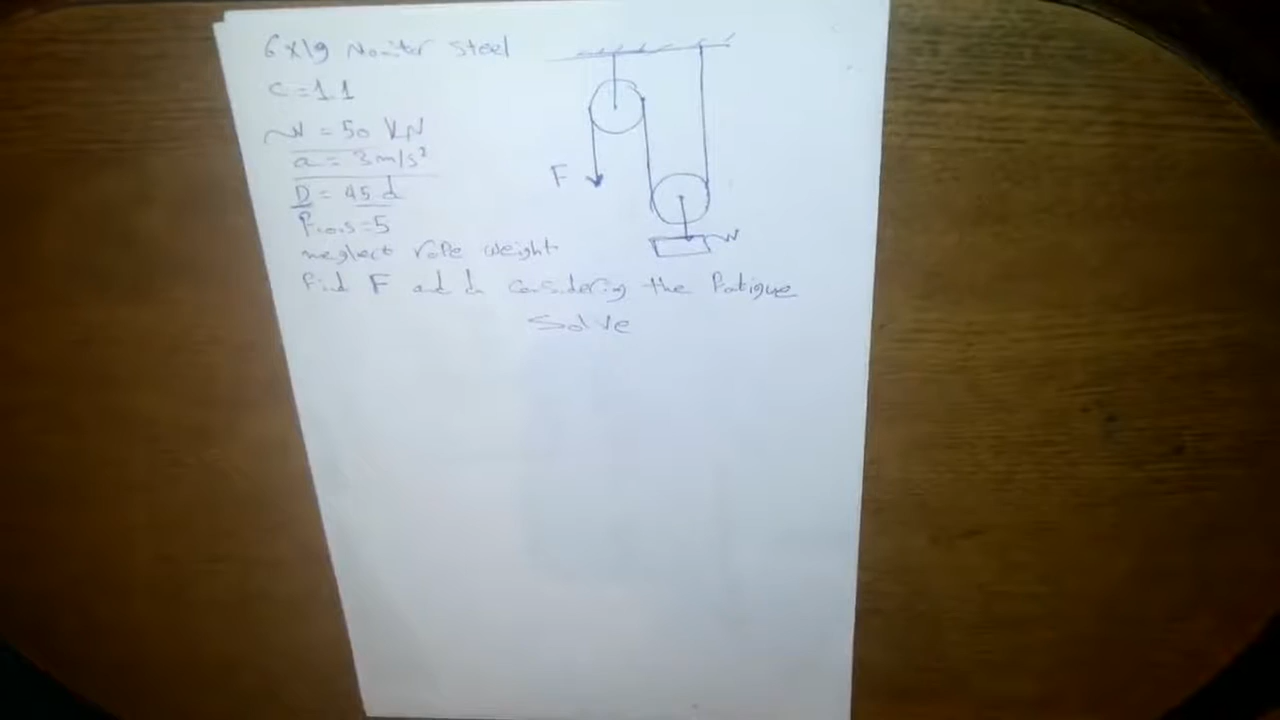 6x19 Monitor steel
C=1.1
W = 50 kN
a = 3m/s²
D = 45 d
F.o.s=5
neglect rope weight
find F and d considering the fatigue
Solve
F
W